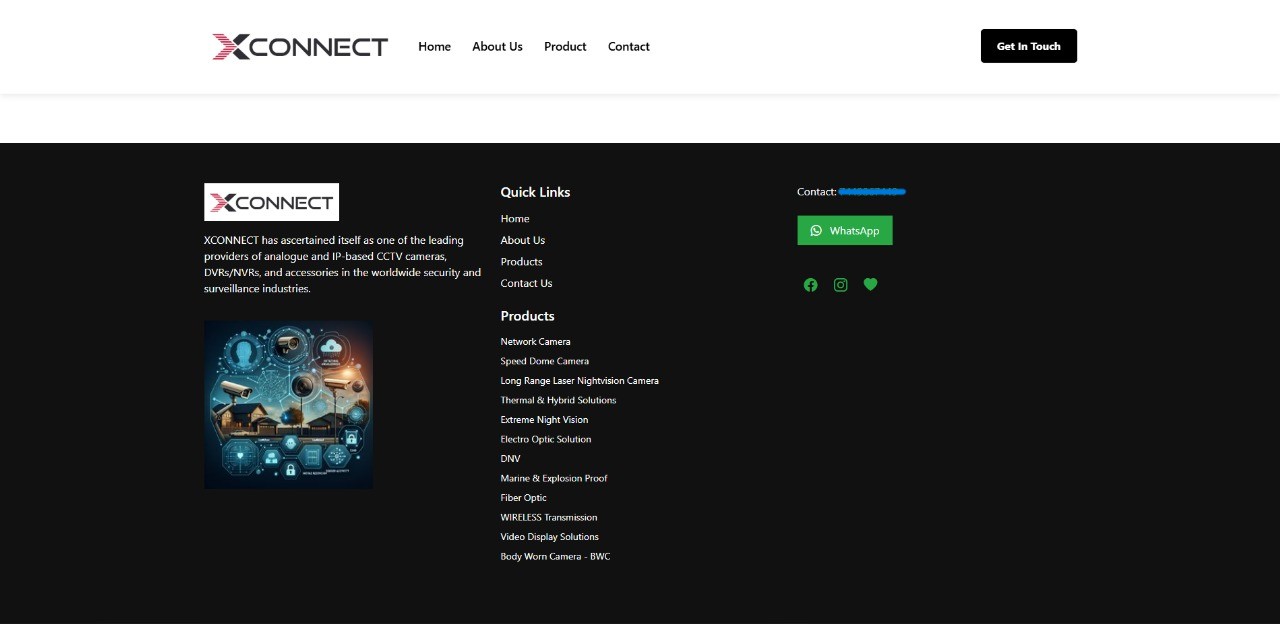 XCONNECT
Home
About Us
Product
Contact
Get In Touch
XCONNECT
XCONNECT has ascertained itself as one of the leading
providers of analogue and IP-based CCTV cameras,
DVRs/NVRs, and accessories in the worldwide security and
surveillance industries.
Quick Links
Home
About Us
Products
Contact Us
Products
Network Camera
Speed Dome Camera
Long Range Laser Nightvision Camera
Thermal & Hybrid Solutions
Extreme Night Vision
Electro Optic Solution
DNV
Marine & Explosion Proof
Fiber Optic
WIRELESS Transmission
Video Display Solutions
Body Worn Camera - BWC
Contact:
WhatsApp